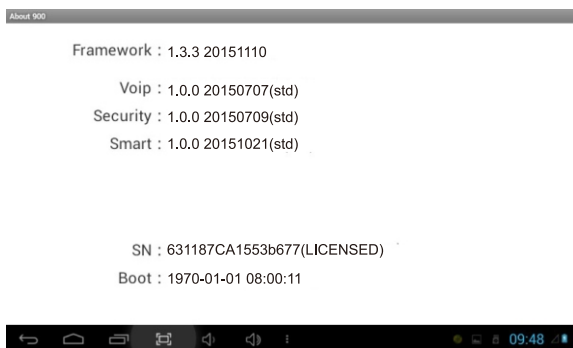 About 900
Framework : 1.3.3 20151110
Voip : 1.0.0 20150707(std)
Security : 1.0.0 20150709(std)
Smart : 1.0.0 20151021(std)
SN : 631187CA1553b677(LICENSED)
Boot : 1970-01-01 08:00:11
09:48